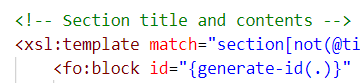 <!-- Section title and contents -->
<xsl:template match="section[not(@ti
<fo:block id="{generate-id(.)}"